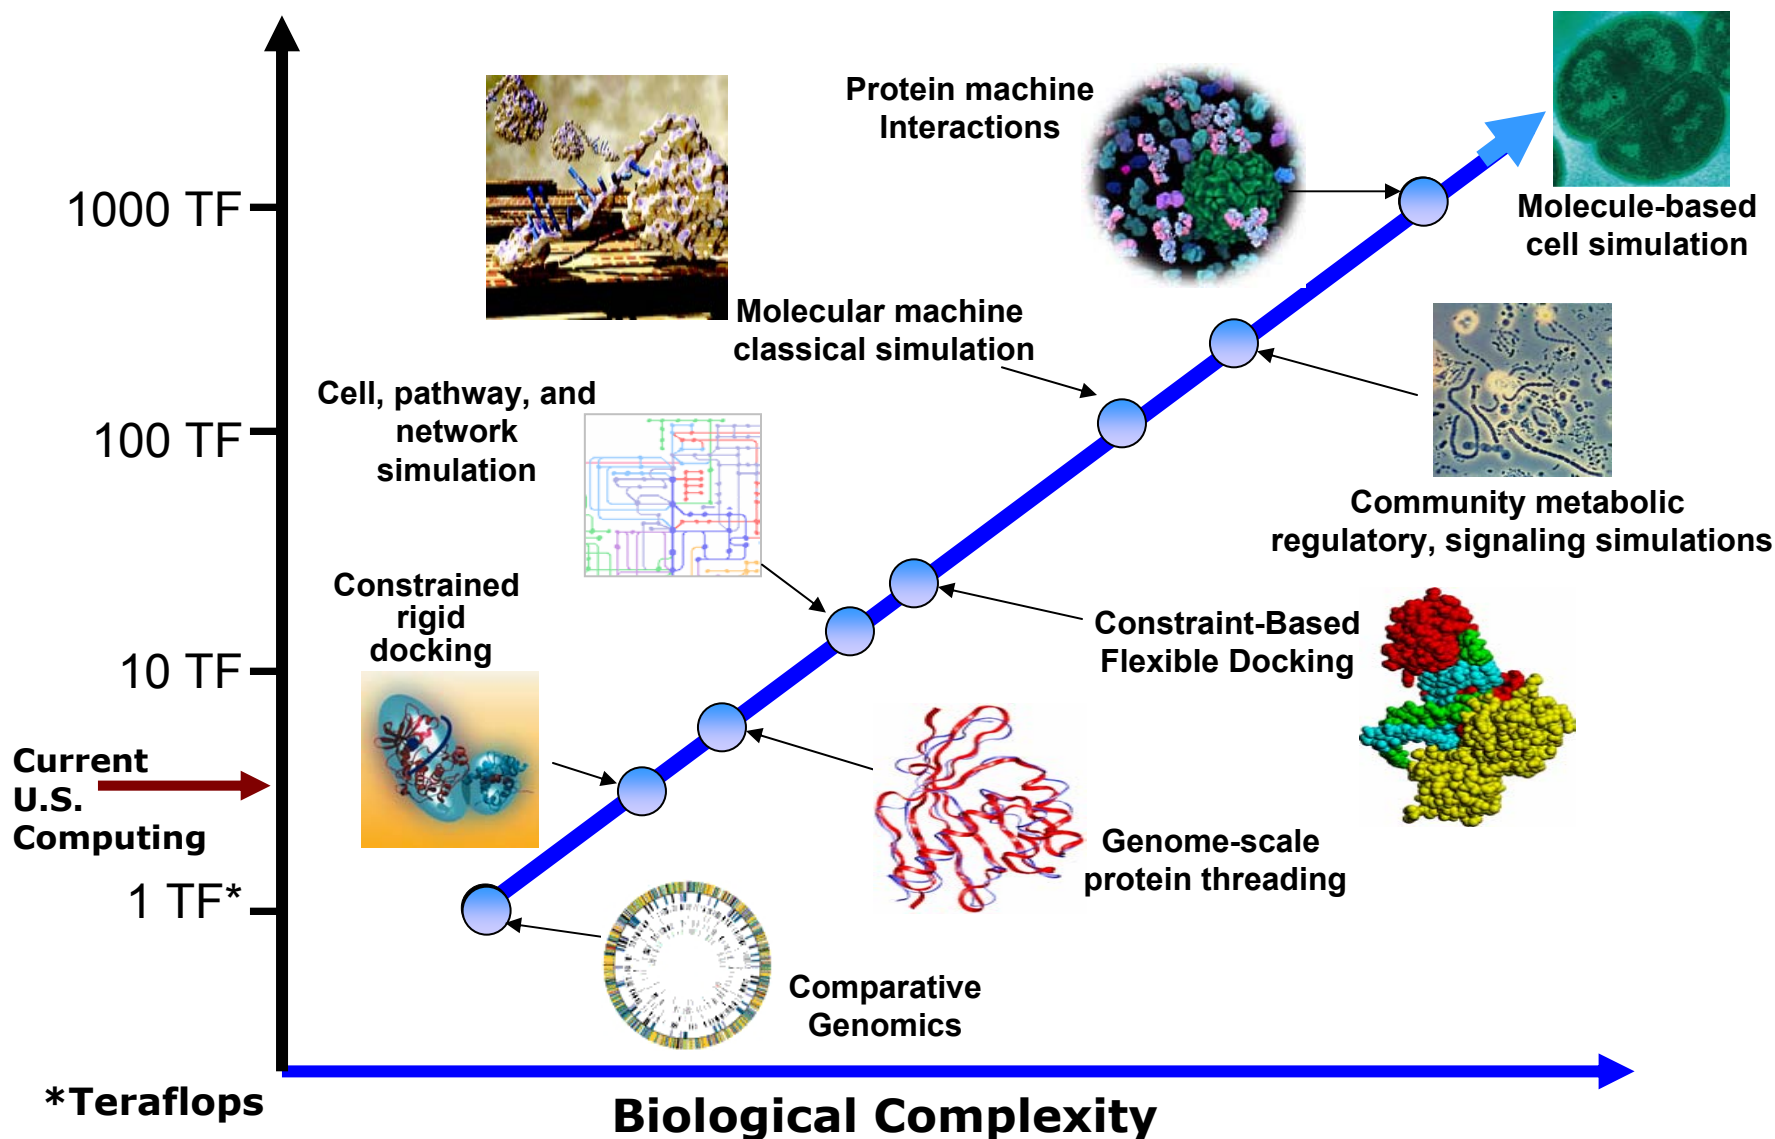 Protein machine
Interactions
1000 TF
Molecule-based
cell simulation
Molecular machine
classical simulation
Cell, pathway, and
network
simulation
100 TF
Community metabolic
regulatory, signaling simulations
Constrained
rigid
docking
Constraint-Based
Flexible Docking
10 TF
Current
U.S.
Computing
Genome-scale
protein threading
1 TF*
Comparative
Genomics
*Teraflops
Biological Complexity